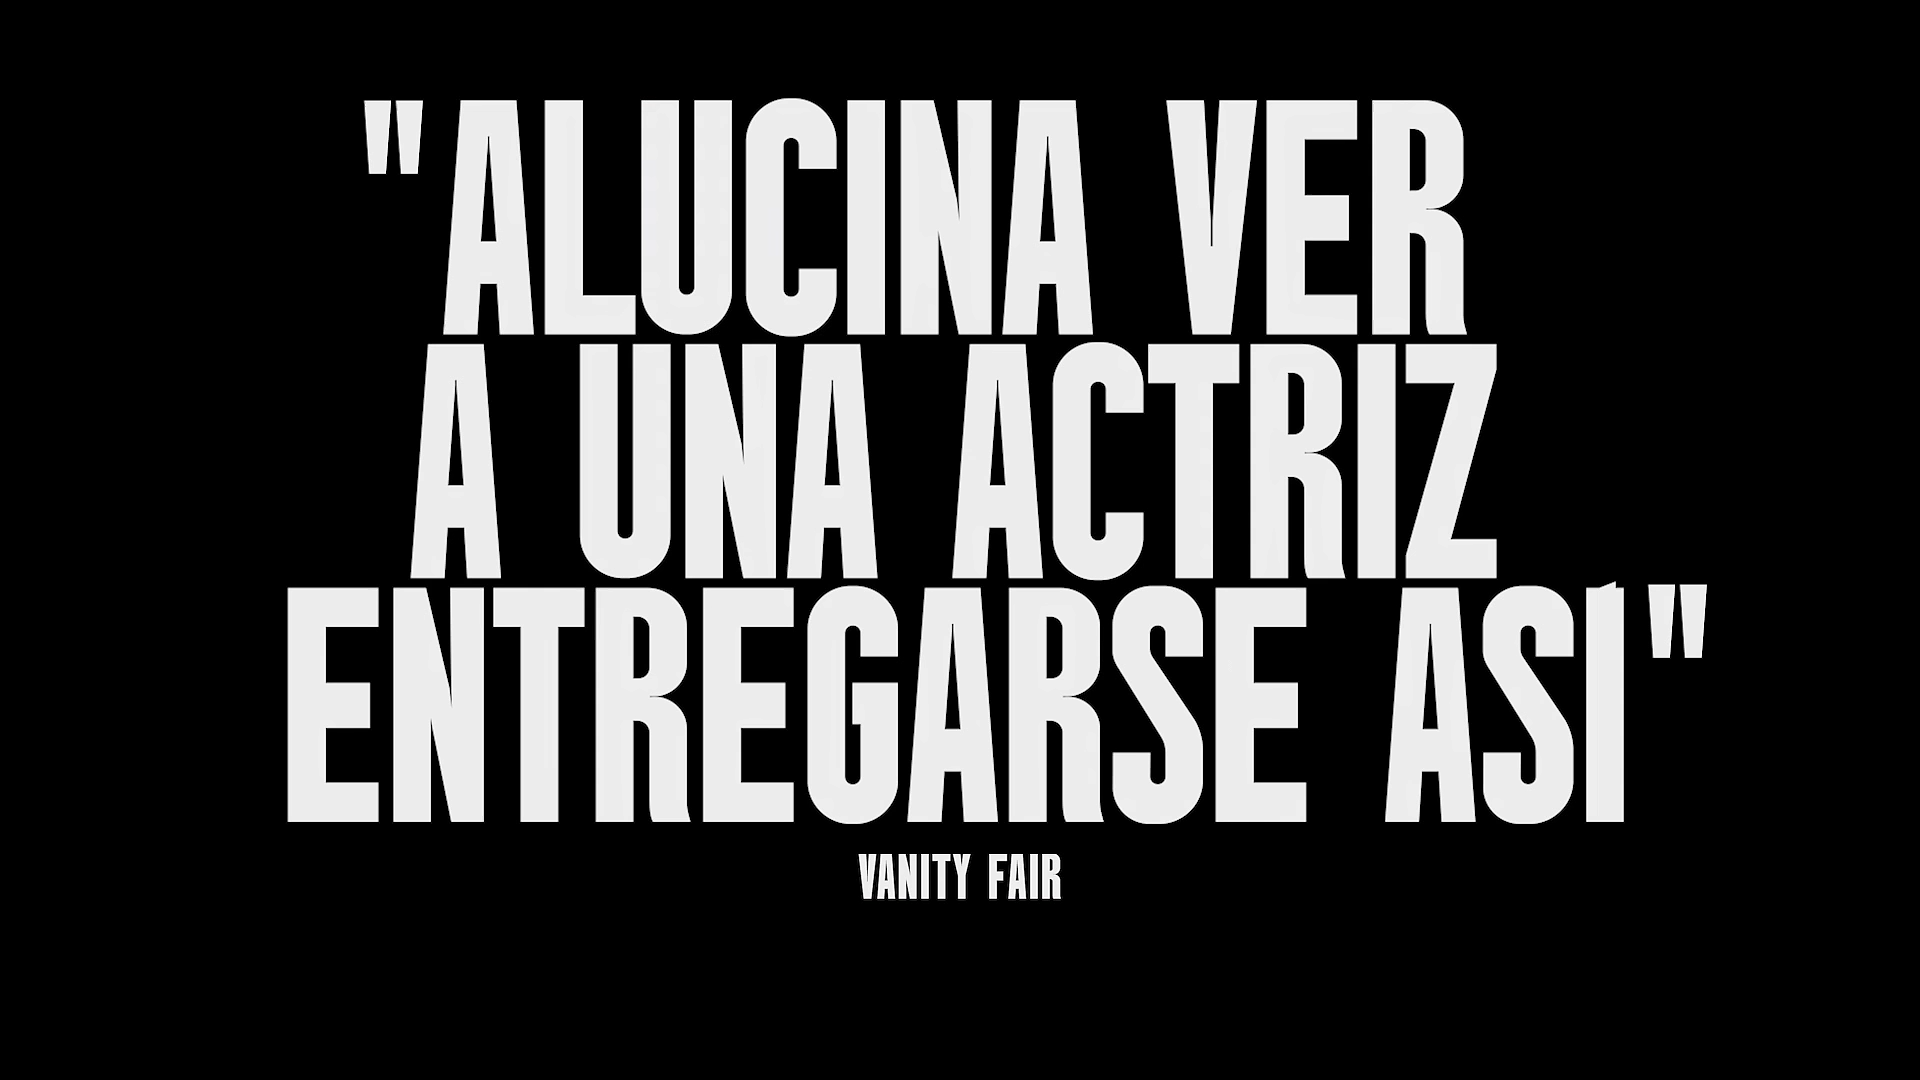 "ALUCINA VER
A UNA ACTRIZ
ENTREGARSE ASÍ"
VANITY FAIR